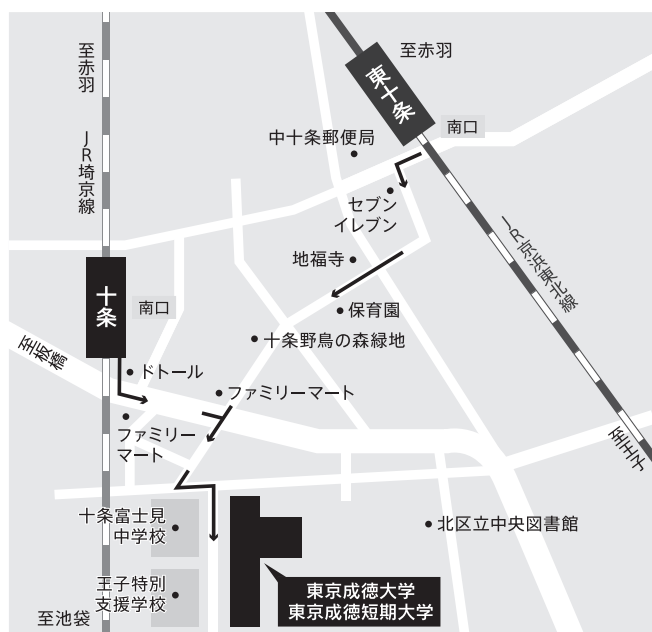 至赤羽
至赤羽
JR埼京線
東十条
南口
中十条郵便局
セブン
イレブン
JR京浜東北線
地福寺
十条
南口
保育園
十条野鳥の森緑地
至板橋
ドトール
ファミリーマート
ファミリー
マート
至王子
十条富士見
中学校
北区立中央図書館
王子特別
支援学校
東京成徳大学
東京成徳短期大学
至池袋